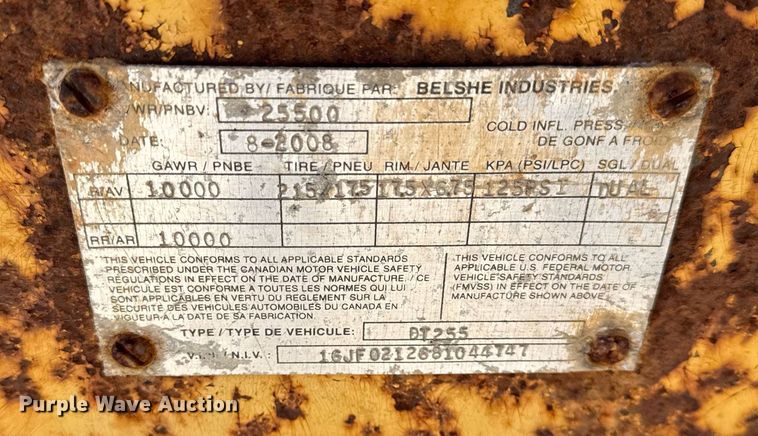 NUFACTURED BY/ FABRIQUE PAR: BELSHE INDUSTRIES
WR/PNBV: 25500
DATE: 8-2008
COLD INFL. PRESS
DE GONF A FROID
GAWR / PNBE TIRE / PNEU RIM / JANTE KPA (PSI/LPC) SGL / DUAL
R/AV 10000 215/17.5 17.5X6.75 125PSI DUAL
RR/AR 10000
THIS VEHICLE CONFORMS TO ALL APPLICABLE STANDARDS
PRESCRIBED UNDER THE CANADIAN MOTOR VEHICLE SAFETY
REGULATIONS IN EFFECT ON THE DATE OF MANUFACTURE. / CE
VEHICULE EST CONFORME A TOUTES LES NORMES QUI LUI
SONT APPLICABLES EN VERTU DU REGLEMENT SUR LA
SECURITE DES VEHICULES AUTOMOBILES DU CANADA EN
VIGUEUR A LA DATE DE SA FABRICATION.
THIS VEHICLE CONFORMS TO ALL
APPLICABLE U.S. FEDERAL MOTOR
VEHICLE SAFETY STANDARDS
(FMVSS) IN EFFECT ON THE DATE OF
MANUFACTURE SHOWN ABOVE.
TYPE / TYPE DE VEHICULE: DT255
V.I.N / N.I.V.: 16JF0212681044747
Purple Wave Auction